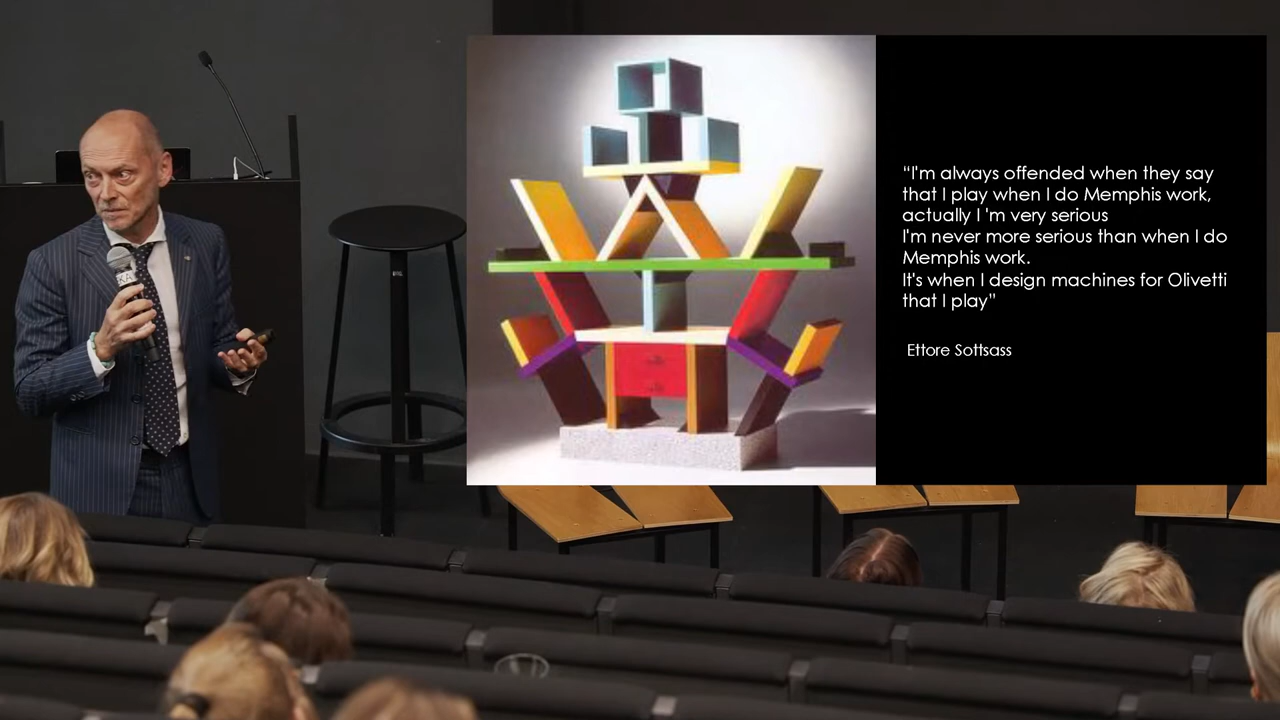 “I'm always offended when they say
that I play when I do Memphis work,
actually I 'm very serious
I'm never more serious than when I do
Memphis work.
It's when I design machines for Olivetti
that I play”
Ettore Sottsass